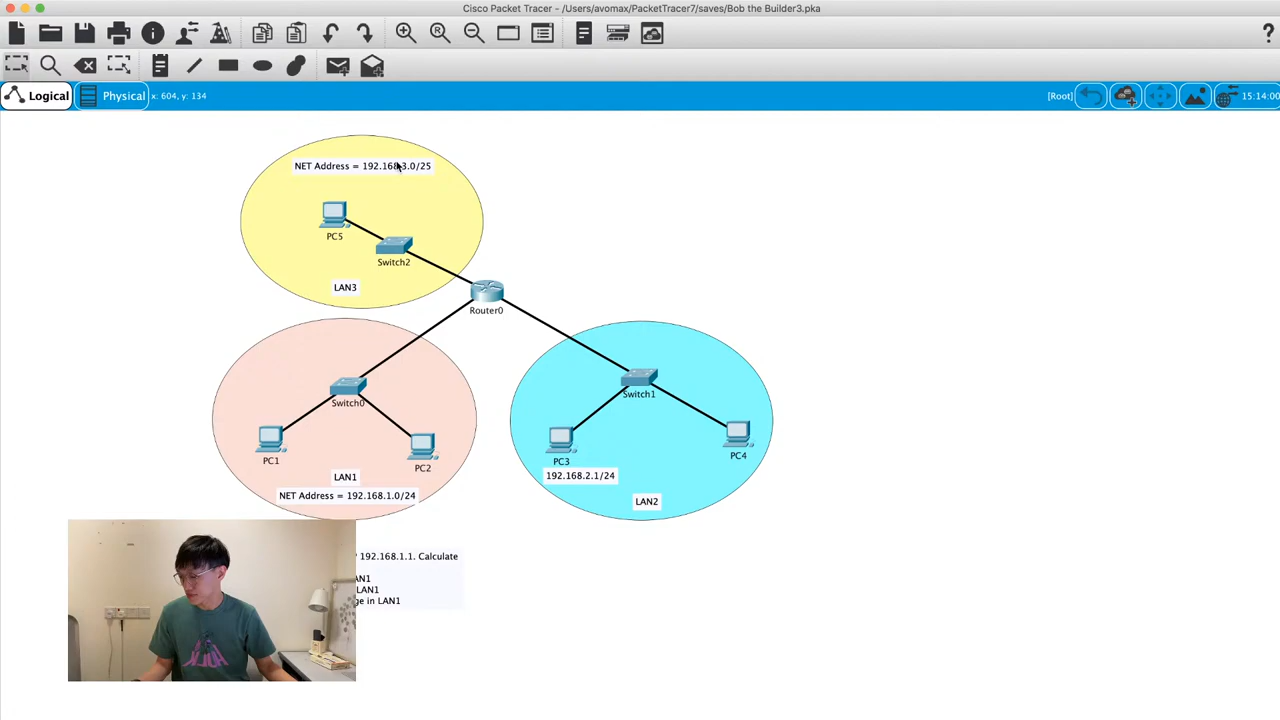 Cisco Packet Tracer - /Users/avomax/PacketTracer7/saves/Bob the Builder3.pka
Logical
Physical
x: 604, y: 134
[Root]
15:14:00
NET Address = 192.168.3.0/25
PC5
Switch2
LAN3
Router0
Switch0
PC1
PC2
LAN1
NET Address = 192.168.1.0/24
Switch1
PC3
PC4
192.168.2.1/24
LAN2
192.168.1.1. Calculate
LAN1
in LAN1